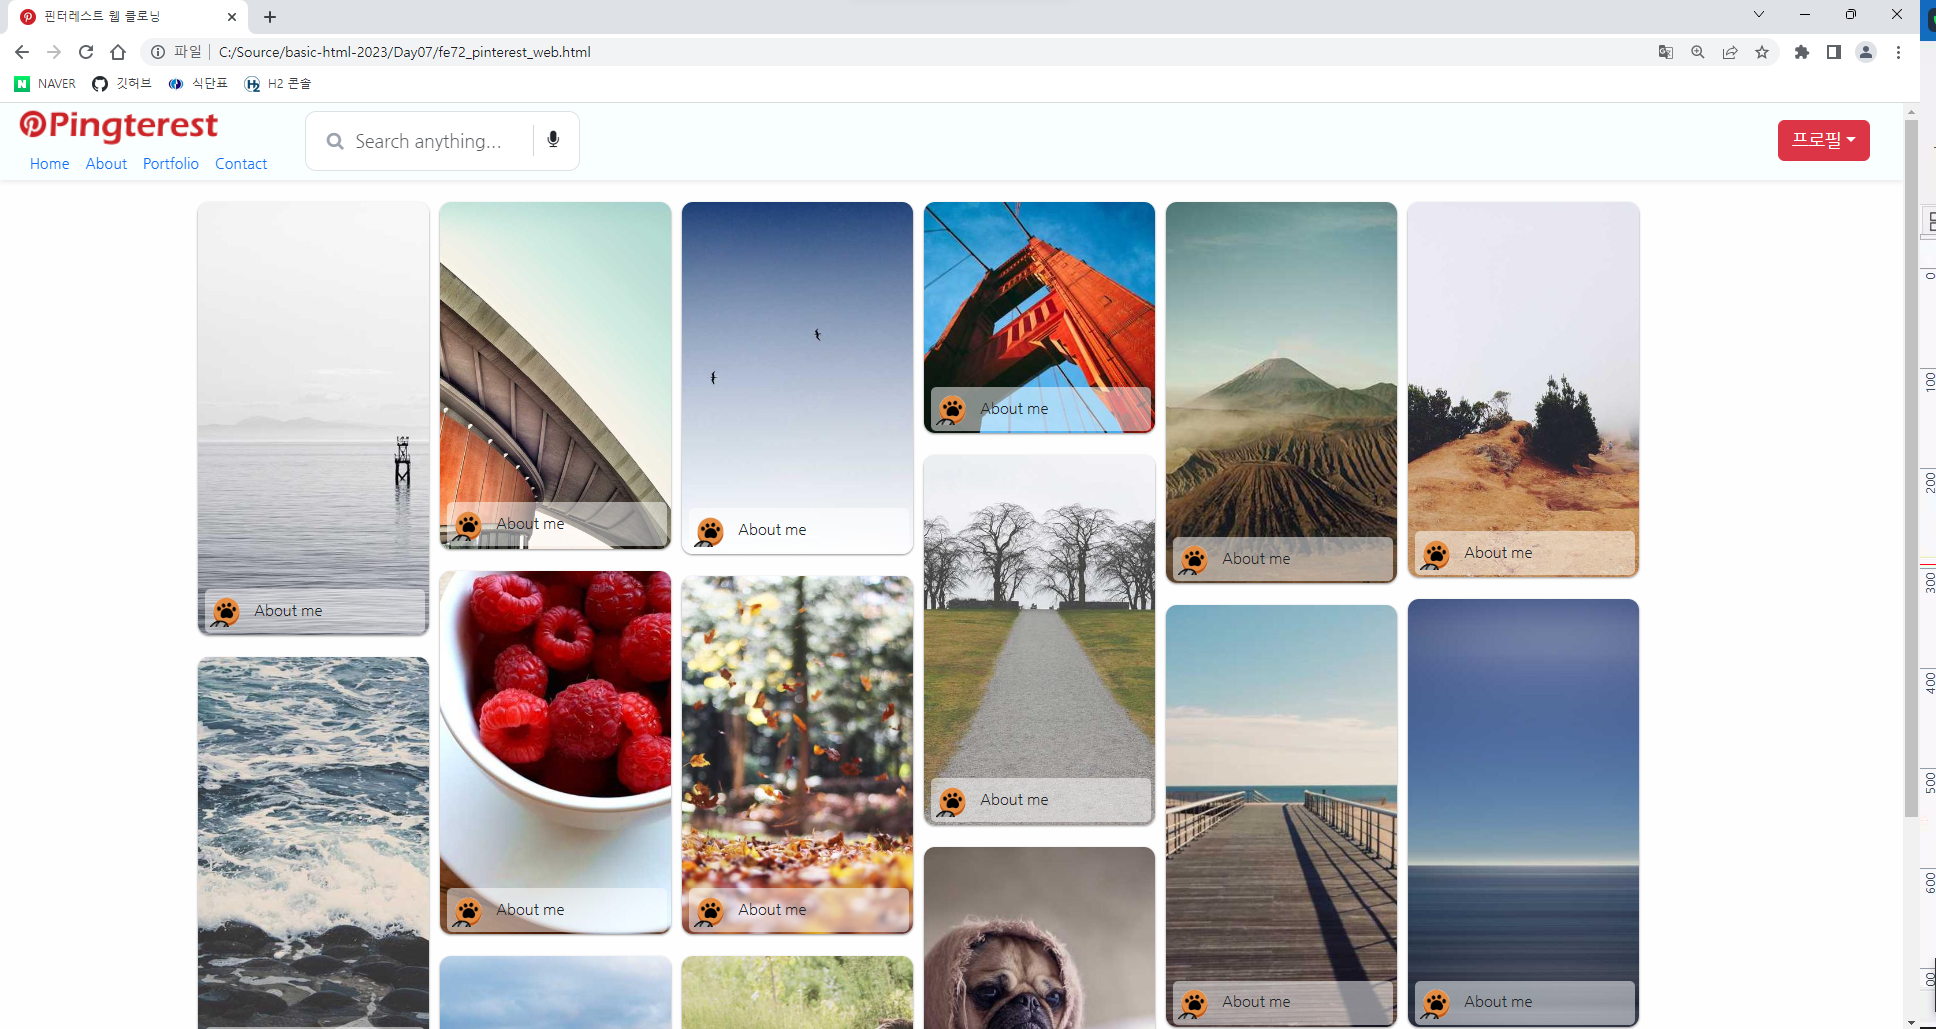 핀터레스트 웹 클로닝
파일 C:/Source/basic-html-2023/Day07/fe72_pinterest_web.html
NAVER 깃허브 식단표 H2 콘솔
Pingterest
Search anything...
프로필
Home About Portfolio Contact
About me
About me
About me
About me
About me
About me
About me
About me
About me
About me
About me
About me
0
100
200
300
400
500
600
00